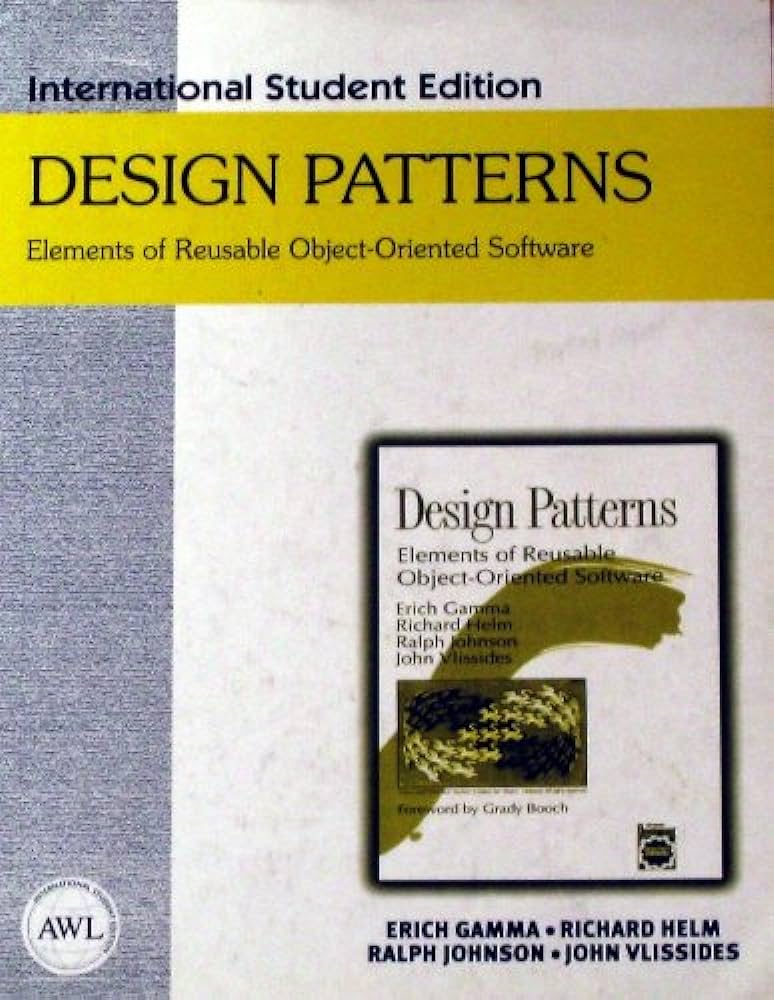 International Student Edition
DESIGN PATTERNS
Elements of Reusable Object-Oriented Software
Design Patterns
Elements of Reusable
Object-Oriented Software
Erich Gamma
Richard Helm
Ralph Johnson
John Vlissides
Foreword by Grady Booch
INTERNATIONAL STUDENT
AWL
ERICH GAMMA • RICHARD HELM
RALPH JOHNSON • JOHN VLISSIDES